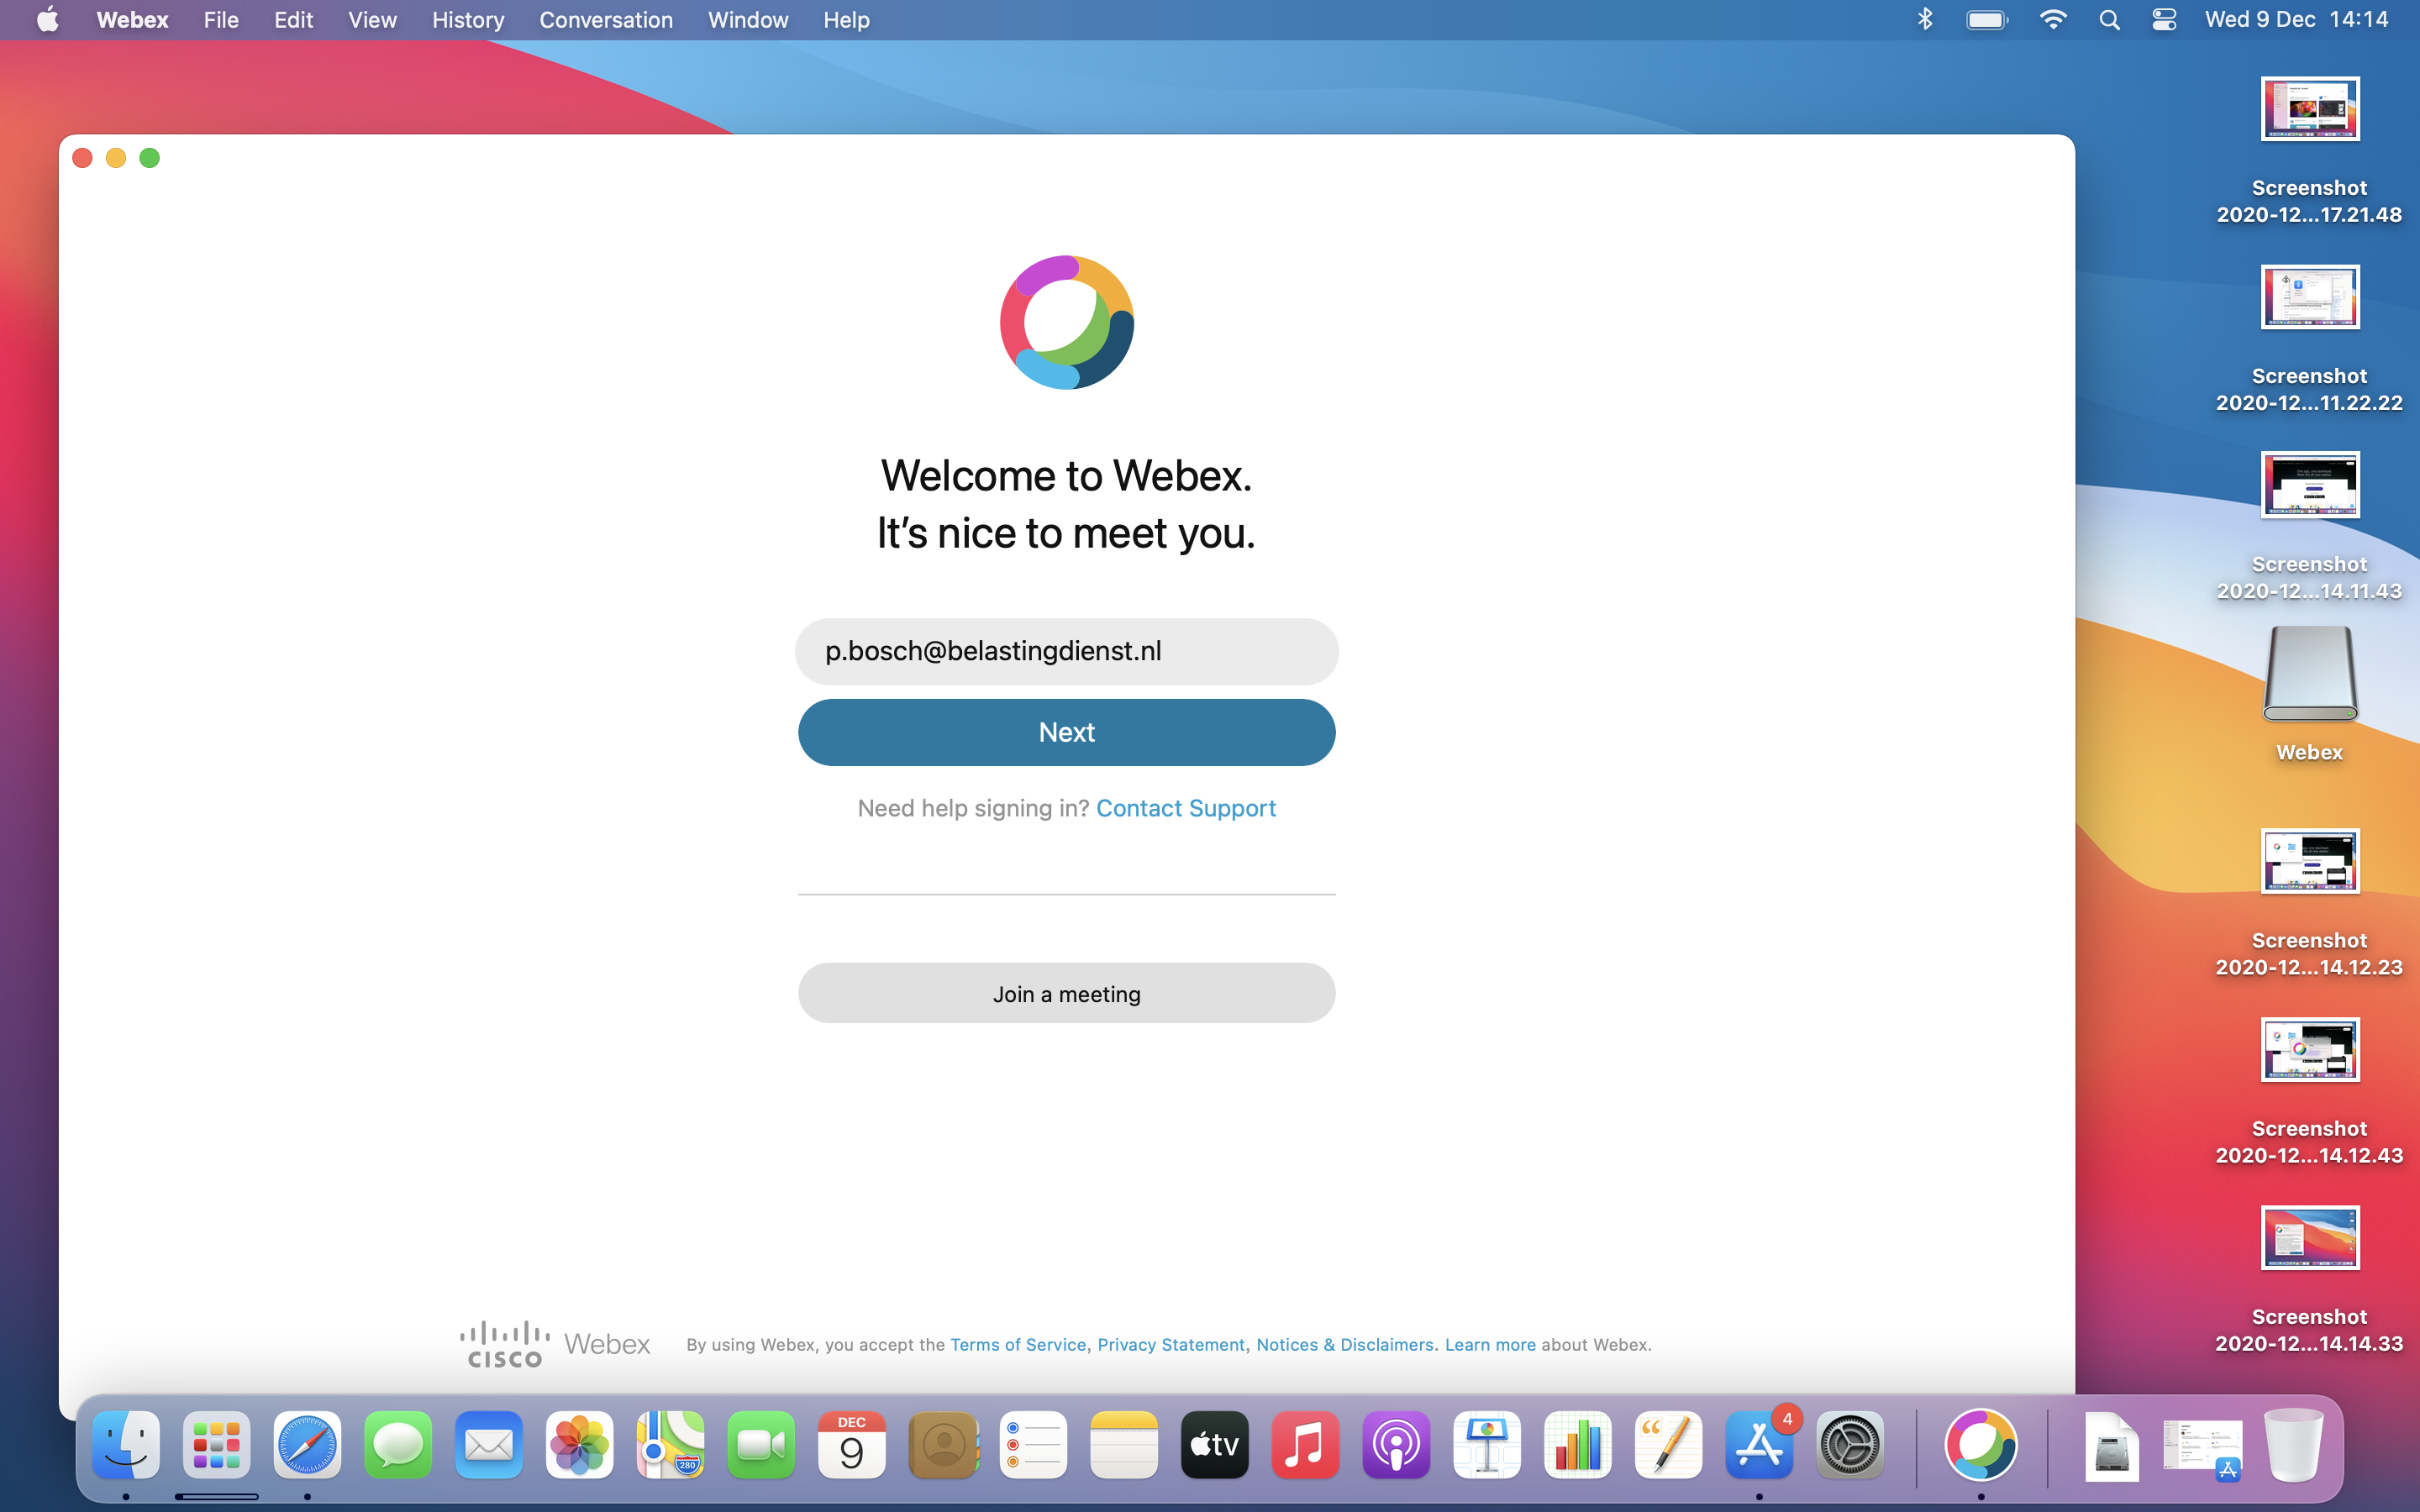 Webex File Edit View History Conversation Window Help
Wed 9 Dec 14:14
Welcome to Webex.
It's nice to meet you.
p.bosch@belastingdienst.nl
Next
Need help signing in? Contact Support
Join a meeting
CISCO Webex
By using Webex, you accept the Terms of Service, Privacy Statement, Notices & Disclaimers. Learn more about Webex.
Screenshot
2020-12...17.21.48
Screenshot
2020-12...11.22.22
Screenshot
2020-12...14.11.43
Webex
Screenshot
2020-12...14.12.23
Screenshot
2020-12...14.12.43
Screenshot
2020-12...14.14.33
280
DEC
9
tv
4